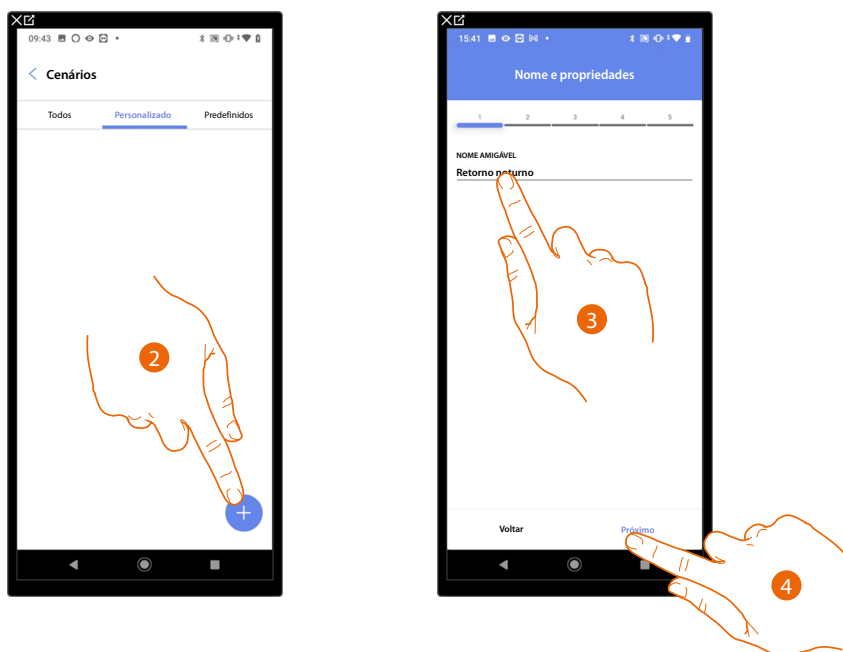 09:43
Cenários
Todos Personalizado Predefinidos
2
15:41
Nome e propriedades
1 2 3 4 5
NOME AMIGÁVEL
Retorno noturno
3
Voltar Próximo
4